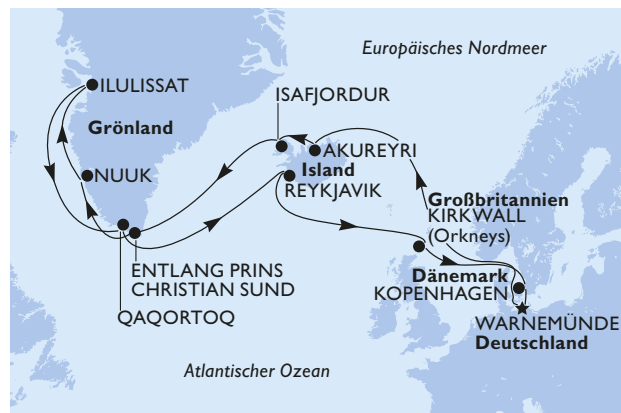 Europäisches Nordmeer
ILULISSAT
ISAFJORDUR
Grönland
AKUREYRI
Island
NUUK
REYKJAVIK
Großbritannien
KIRKWALL
(Orkneys)
ENTLANG PRINS
CHRISTIAN SUND
Dänemark
KOPENHAGEN
QAQORTOQ
WARNEMÜNDE
Deutschland
Atlantischer Ozean